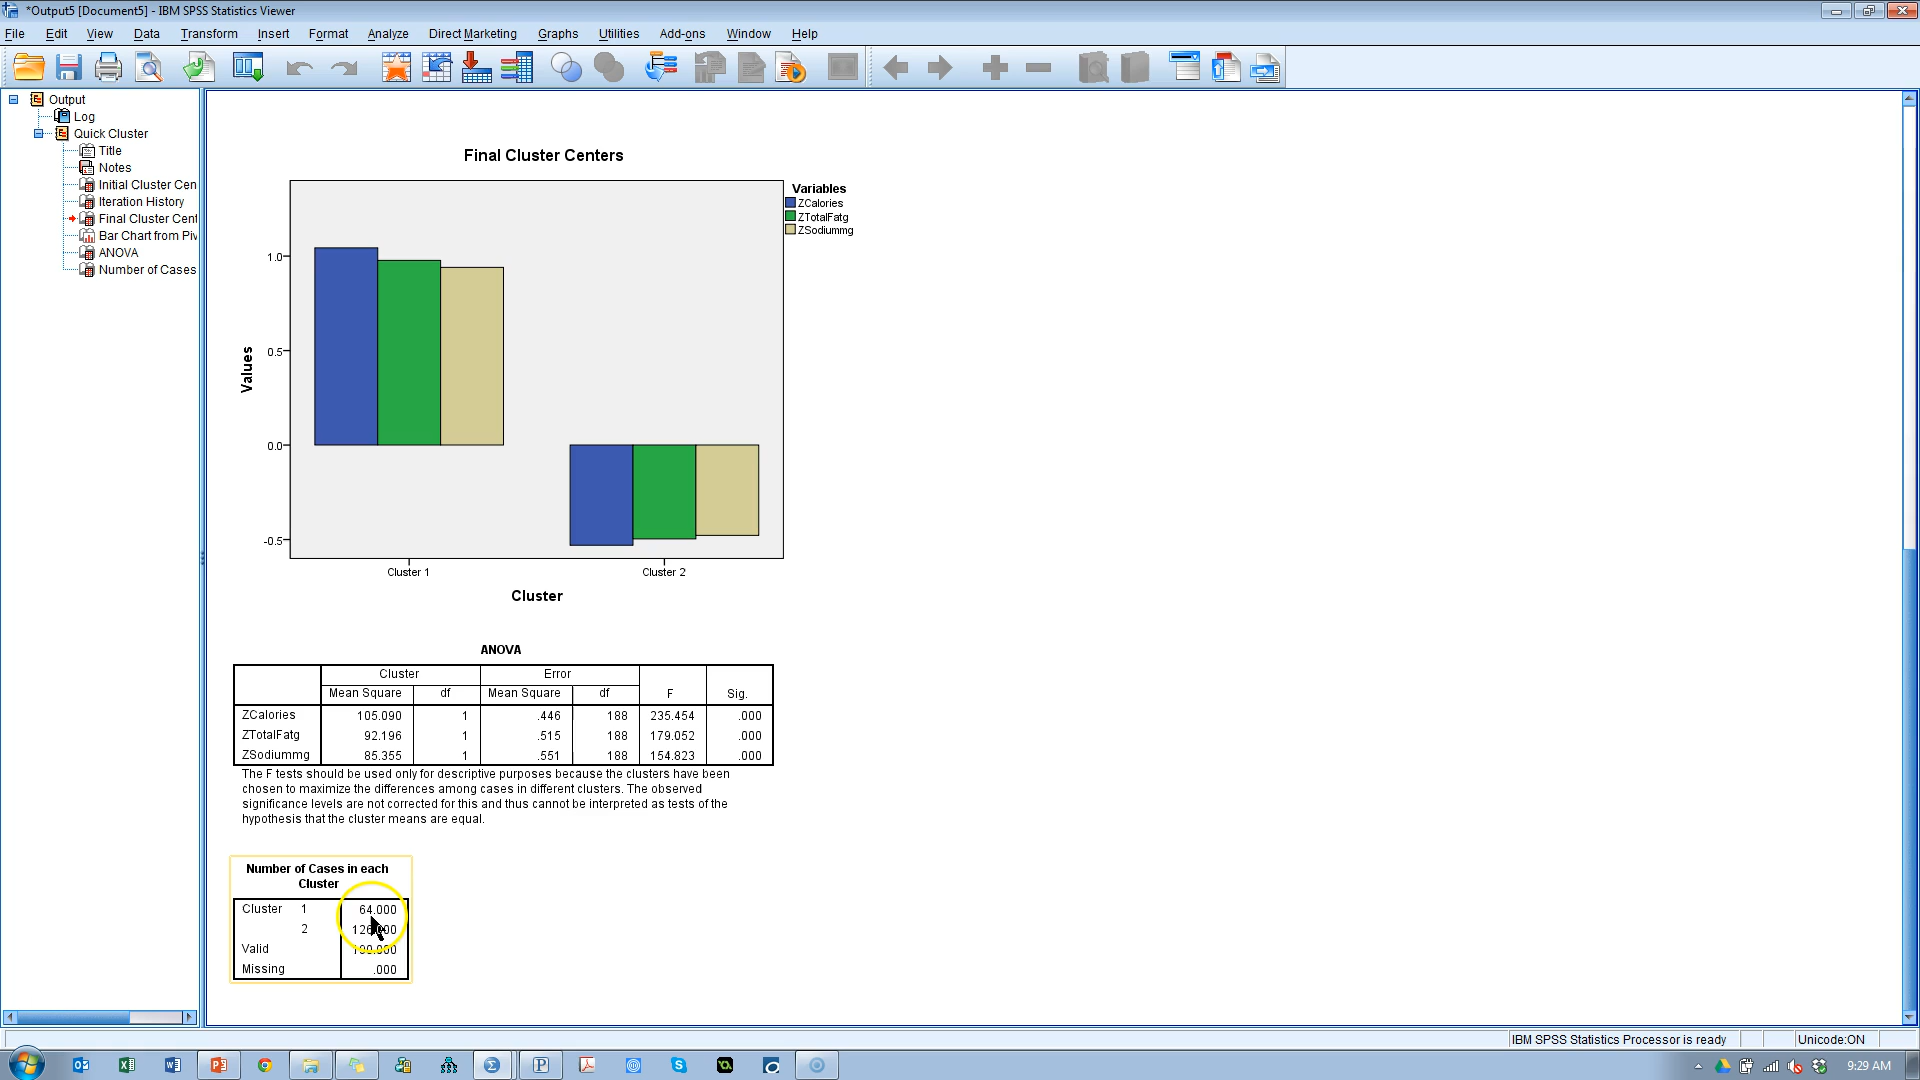 *Output5 [Document5] - IBM SPSS Statistics Viewer
File Edit View Data Transform Insert Format Analyze Direct Marketing Graphs Utilities Add-ons Window Help
Output
Log
Quick Cluster
Title
Notes
Initial Cluster Cen
Iteration History
Final Cluster Cent
Bar Chart from Piv
ANOVA
Number of Cases
Final Cluster Centers
Variables
ZCalories
ZTotalFatg
ZSodiummg
1.0
0.5
0.0
-0.5
Values
Cluster 1 Cluster 2
Cluster
ANOVA
Cluster Error
Mean Square df Mean Square df F Sig.
ZCalories 105.090 1 .446 188 235.454 .000
ZTotalFatg 92.196 1 .515 188 179.052 .000
ZSodiummg 85.355 1 .551 188 154.823 .000
The F tests should be used only for descriptive purposes because the clusters have been
chosen to maximize the differences among cases in different clusters. The observed
significance levels are not corrected for this and thus cannot be interpreted as tests of the
hypothesis that the cluster means are equal.
Number of Cases in each
Cluster
Cluster 1 64.000
2 126.000
Valid 190.000
Missing .000
IBM SPSS Statistics Processor is ready Unicode:ON
9:29 AM